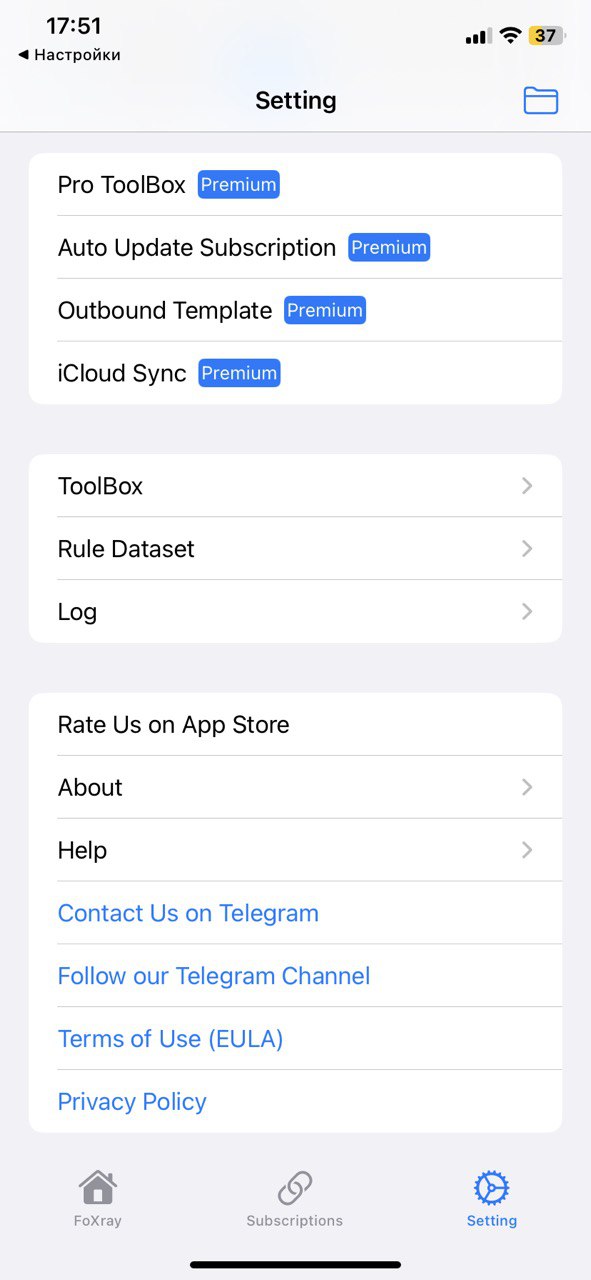 17:51
37
◀ Настройки
Setting
Pro ToolBox Premium
Auto Update Subscription Premium
Outbound Template Premium
iCloud Sync Premium
ToolBox
Rule Dataset
Log
Rate Us on App Store
About
Help
Contact Us on Telegram
Follow our Telegram Channel
Terms of Use (EULA)
Privacy Policy
FoXray
Subscriptions
Setting